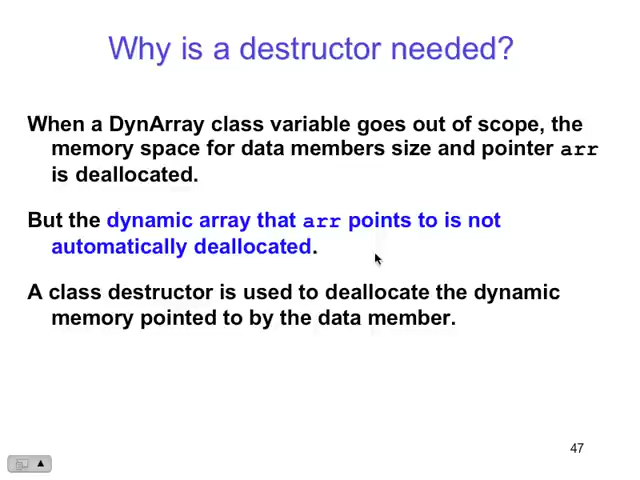 Why is a destructor needed?
When a DynArray class variable goes out of scope, the
memory space for data members size and pointer arr
is deallocated.
But the dynamic array that arr points to is not
automatically deallocated.
A class destructor is used to deallocate the dynamic
memory pointed to by the data member.
47